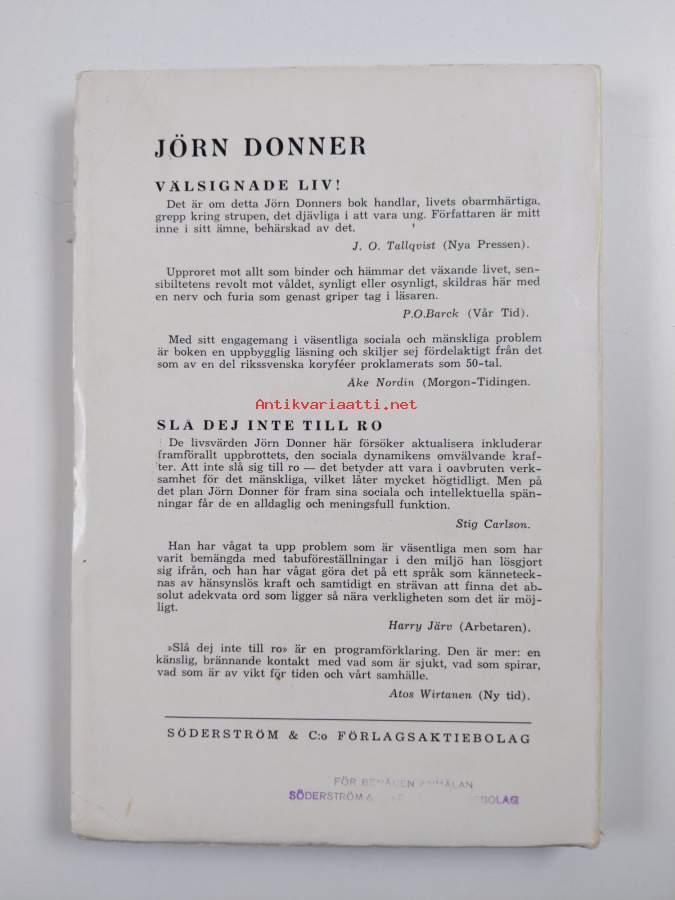 JÖRN DONNER
VÄLSIGNADE LIV!
Det är om detta Jörn Donners bok handlar, livets obarmhärtiga,
grepp kring strupen, det djävliga i att vara ung. Författaren är mitt
inne i sitt ämne, behärskad av det.
J. O. Tallqvist (Nya Pressen).
Upproret mot allt som binder och hämmar det växande livet, sen-
sibiltetens revolt mot våldet, synligt eller osynligt, skildras här med
en nerv och furia som genast griper tag i läsaren.
P.O.Barck (Vår Tid).
Med sitt engagemang i väsentliga sociala och mänskliga problem
är boken en uppbygglig läsning och skiljer sej fördelaktigt från det
som av en del rikssvenska koryféer proklamerats som 50-tal.
Åke Nordin (Morgon-Tidingen.
Antikvariaatti.net
SLÅ DEJ INTE TILL RO
De livsvärden Jörn Donner här försöker aktualisera inkluderar
framförallt uppbrottets, den sociala dynamikens omvälvande kraf-
ter. Att inte slå sig till ro — det betyder att vara i oavbruten verk-
samhet för det mänskliga, vilket låter mycket högtidligt. Men på
det plan Jörn Donner för fram sina sociala och intellektuella spän-
ningar får de en alldaglig och meningsfull funktion.
Stig Carlson.
Han har vågat ta upp problem som är väsentliga men som har
varit bemängda med tabuföreställningar i den miljö han lösgjort
sig ifrån, och han har vågat göra det på ett språk som känneteck-
nas av hänsynslös kraft och samtidigt en strävan att finna det ab-
solut adekvata ord som ligger så nära verkligheten som det är möj-
ligt.
Harry Järv (Arbetaren).
»Slå dej inte till ro» är en programförklaring. Den är mer: en
känslig, brännande kontakt med vad som är sjukt, vad som spirar,
vad som är av vikt för tiden och vårt samhälle.
Atos Wirtanen (Ny tid).
SÖDERSTRÖM & C:o FÖRLAGSAKTIEBOLAG
FÖR
SÖDERSTRÖM &